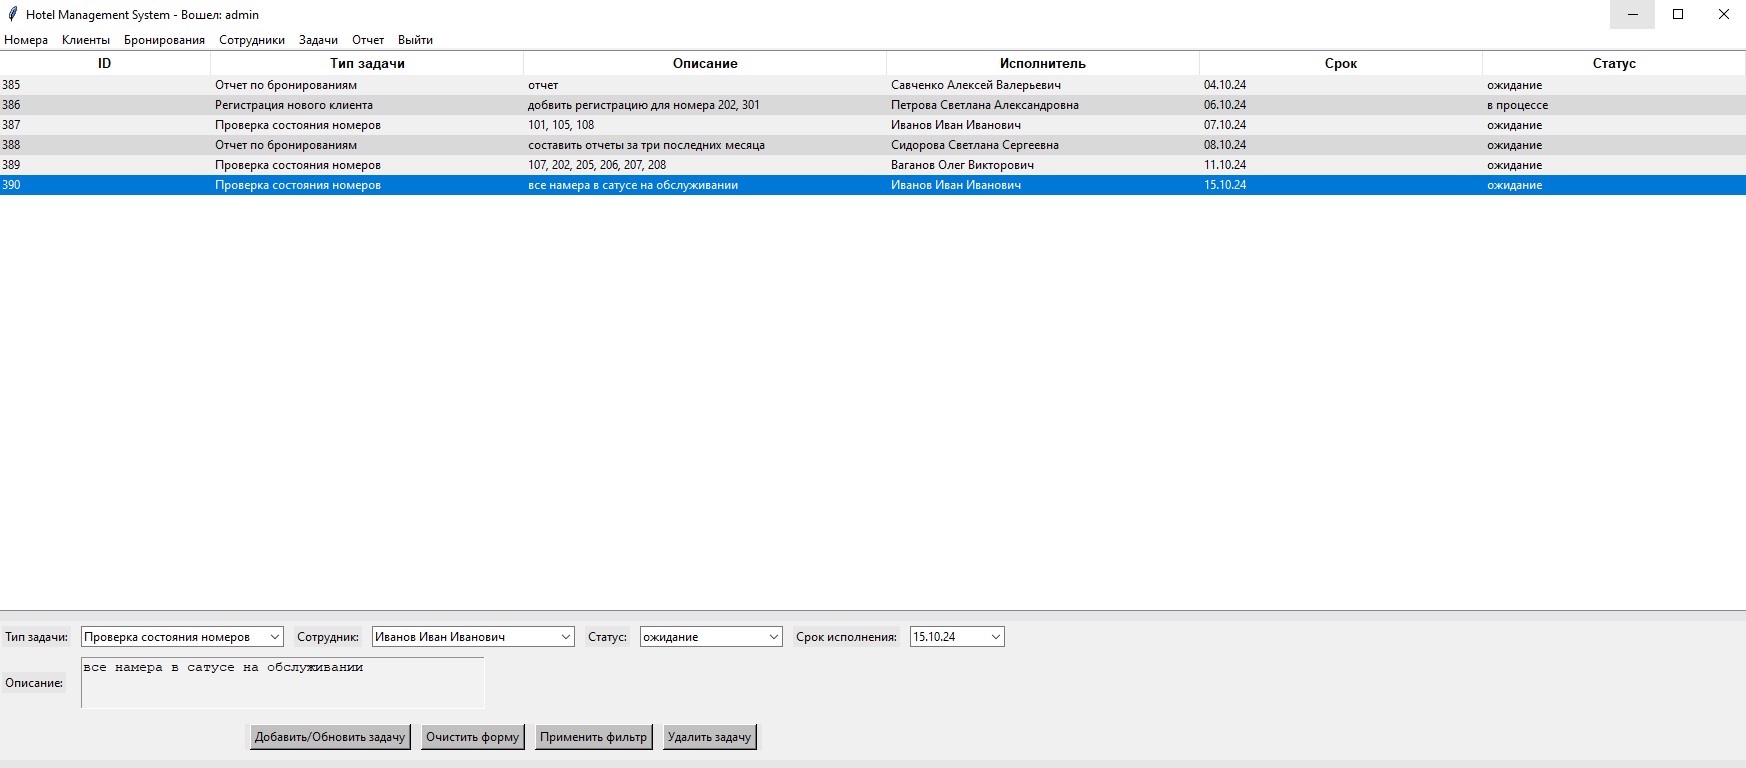 Hotel Management System - Вошел: admin
Номера Клиенты Бронирования Сотрудники Задачи Отчет Выйти
ID Тип задачи Описание Исполнитель Срок Статус
385 Отчет по бронированиям отчет Савченко Алексей Валерьевич 04.10.24 ожидание
386 Регистрация нового клиента добвить регистрацию для номера 202, 301 Петрова Светлана Александровна 06.10.24 в процессе
387 Проверка состояния номеров 101, 105, 108 Иванов Иван Иванович 07.10.24 ожидание
388 Отчет по бронированиям составить отчеты за три последних месяца Сидорова Светлана Сергеевна 08.10.24 ожидание
389 Проверка состояния номеров 107, 202, 205, 206, 207, 208 Ваганов Олег Викторович 11.10.24 ожидание
390 Проверка состояния номеров все намера в сатусе на обслуживании Иванов Иван Иванович 15.10.24 ожидание
Тип задачи: Проверка состояния номеров Сотрудник: Иванов Иван Иванович Статус: ожидание Срок исполнения: 15.10.24
все намера в сатусе на обслуживании
Описание:
Добавить/Обновить задачу Очистить форму Применить фильтр Удалить задачу